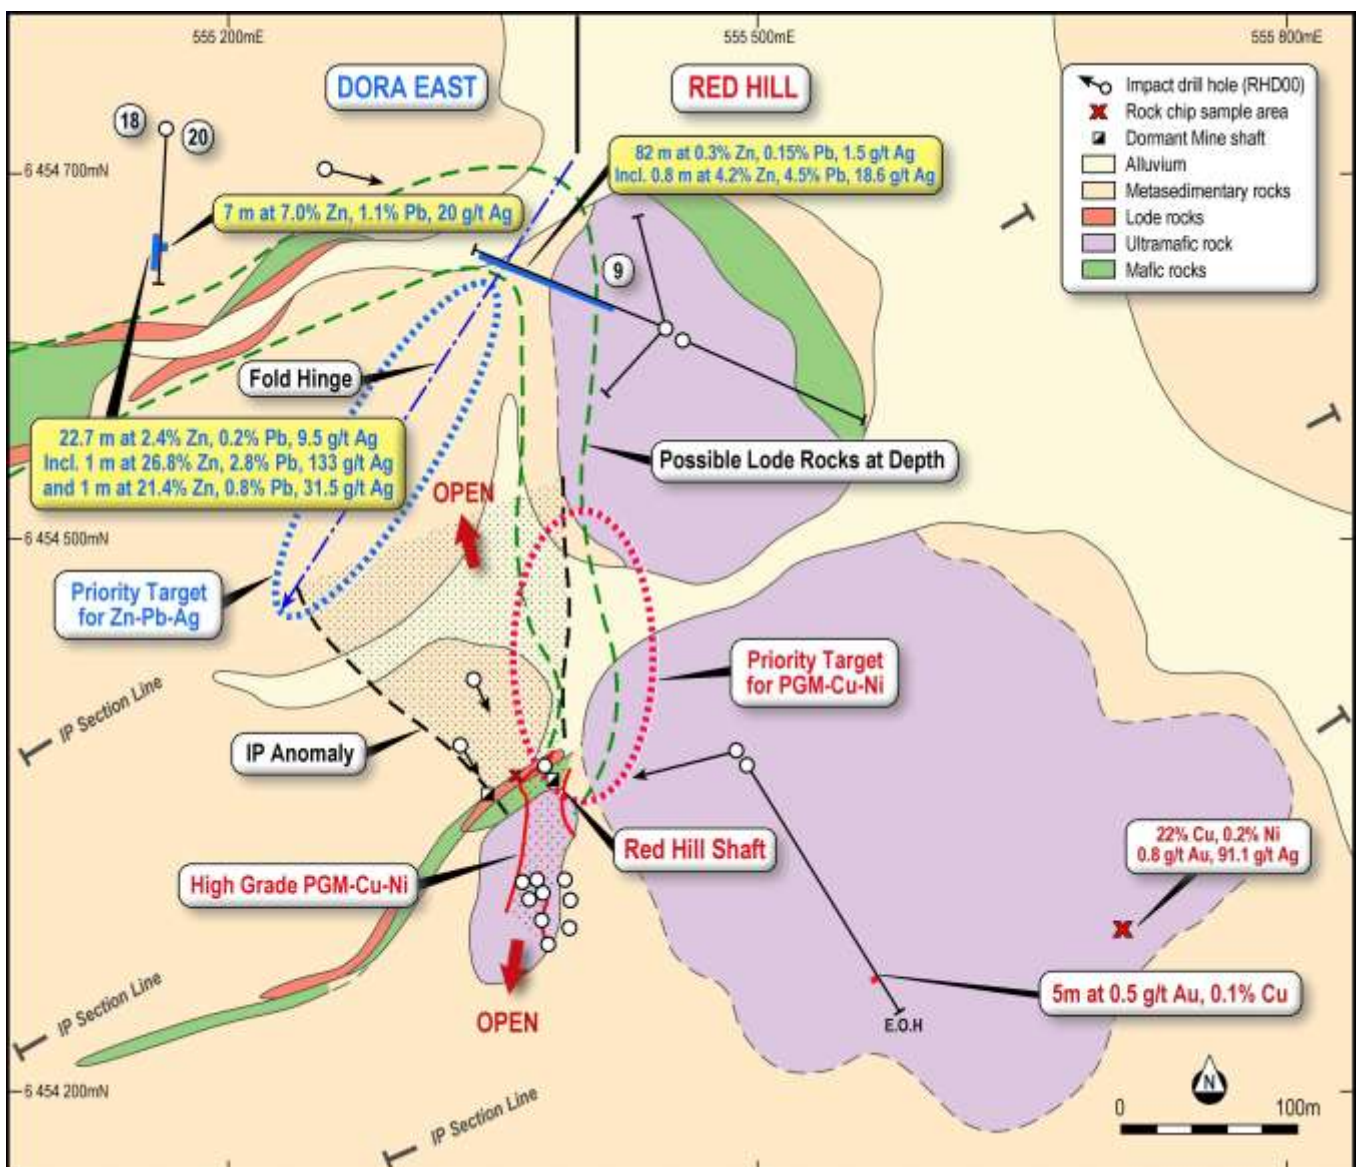 555 200mE
555 500mE
555 800mE
DORA EAST
RED HILL
Impact drill hole (RHD00)
Rock chip sample area
Dormant Mine shaft
Alluvium
Metasedimentary rocks
Lode rocks
Ultramafic rock
Mafic rocks
18
20
6 454 700mN
82 m at 0.3% Zn, 0.15% Pb, 1.5 g/t Ag
Incl. 0.8 m at 4.2% Zn, 4.5% Pb, 18.6 g/t Ag
7 m at 7.0% Zn, 1.1% Pb, 20 g/t Ag
9
Fold Hinge
22.7 m at 2.4% Zn, 0.2% Pb, 9.5 g/t Ag
Incl. 1 m at 26.8% Zn, 2.8% Pb, 133 g/t Ag
and 1 m at 21.4% Zn, 0.8% Pb, 31.5 g/t Ag
Possible Lode Rocks at Depth
OPEN
6 454 500mN
Priority Target
for Zn-Pb-Ag
Priority Target
for PGM-Cu-Ni
IP Section Line
IP Anomaly
Red Hill Shaft
22% Cu, 0.2% Ni
0.8 g/t Au, 91.1 g/t Ag
High Grade PGM-Cu-Ni
5m at 0.5 g/t Au, 0.1% Cu
IP Section Line
OPEN
E.O.H
6 454 200mN
IP Section Line
N
0
100m